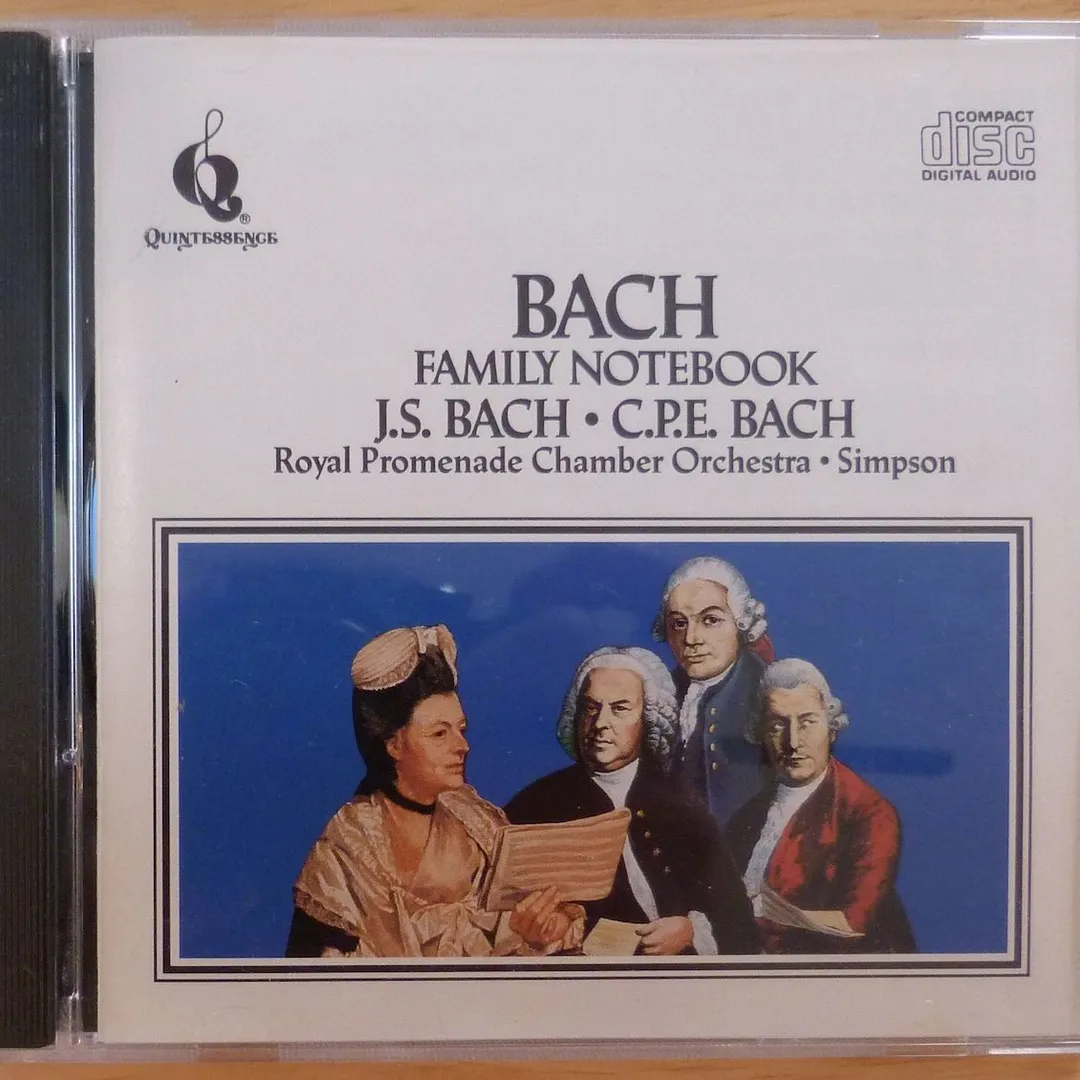 QUINTESSENCE
®
COMPACT
disc
DIGITAL AUDIO
BACH
FAMILY NOTEBOOK
J.S. BACH • C.P.E. BACH
Royal Promenade Chamber Orchestra • Simpson